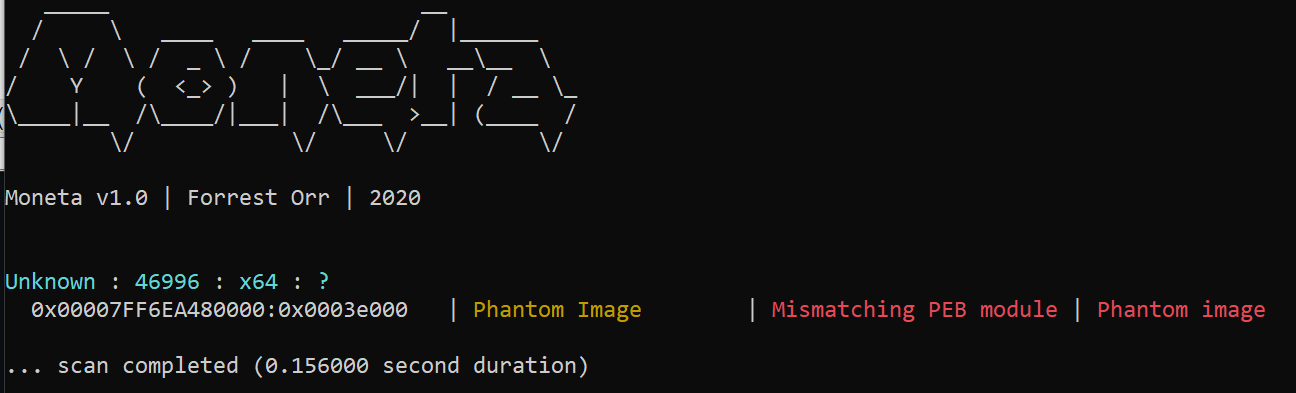 Moneta
Moneta v1.0 | Forrest Orr | 2020
Unknown : 46996 : x64 : ?
0x00007FF6EA480000:0x0003e000 | Phantom Image | Mismatching PEB module | Phantom image
... scan completed (0.156000 second duration)